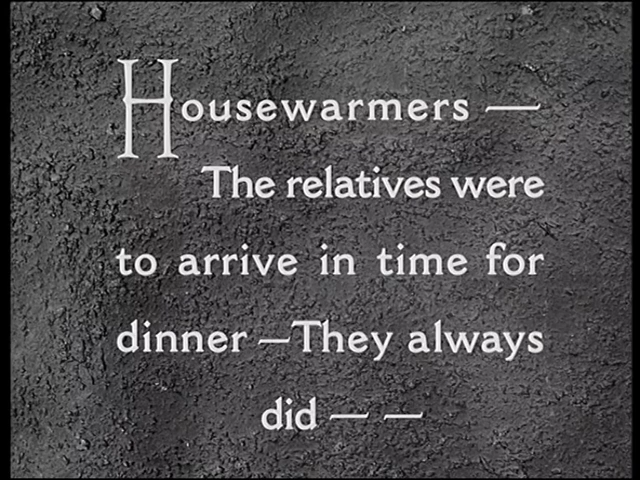 Housewarmers —
The relatives were
to arrive in time for
dinner —They always
did — —